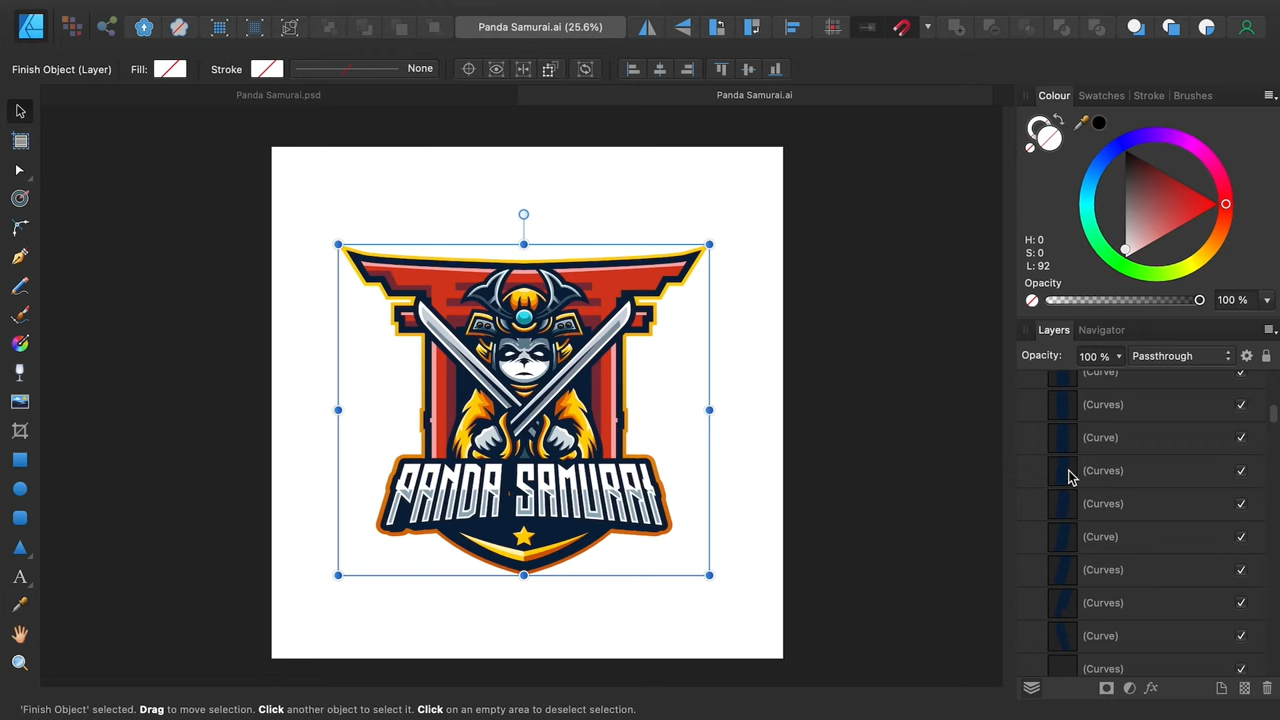 Panda Samurai.ai (25.6%)
Finish Object (Layer)
Fill:
Stroke
None
Panda Samurai.psd
Panda Samurai.ai
Colour
Swatches
Stroke
Brushes
H: 0
S: 0
L: 92
Opacity
100 %
Layers
Navigator
Opacity:
100 %
Passthrough
(Curve)
(Curves)
(Curve)
(Curves)
(Curves)
(Curve)
(Curves)
(Curves)
(Curve)
(Curves)
PANDA SAMURAI
'Finish Object' selected. Drag to move selection. Click another object to select it. Click on an empty area to deselect selection.